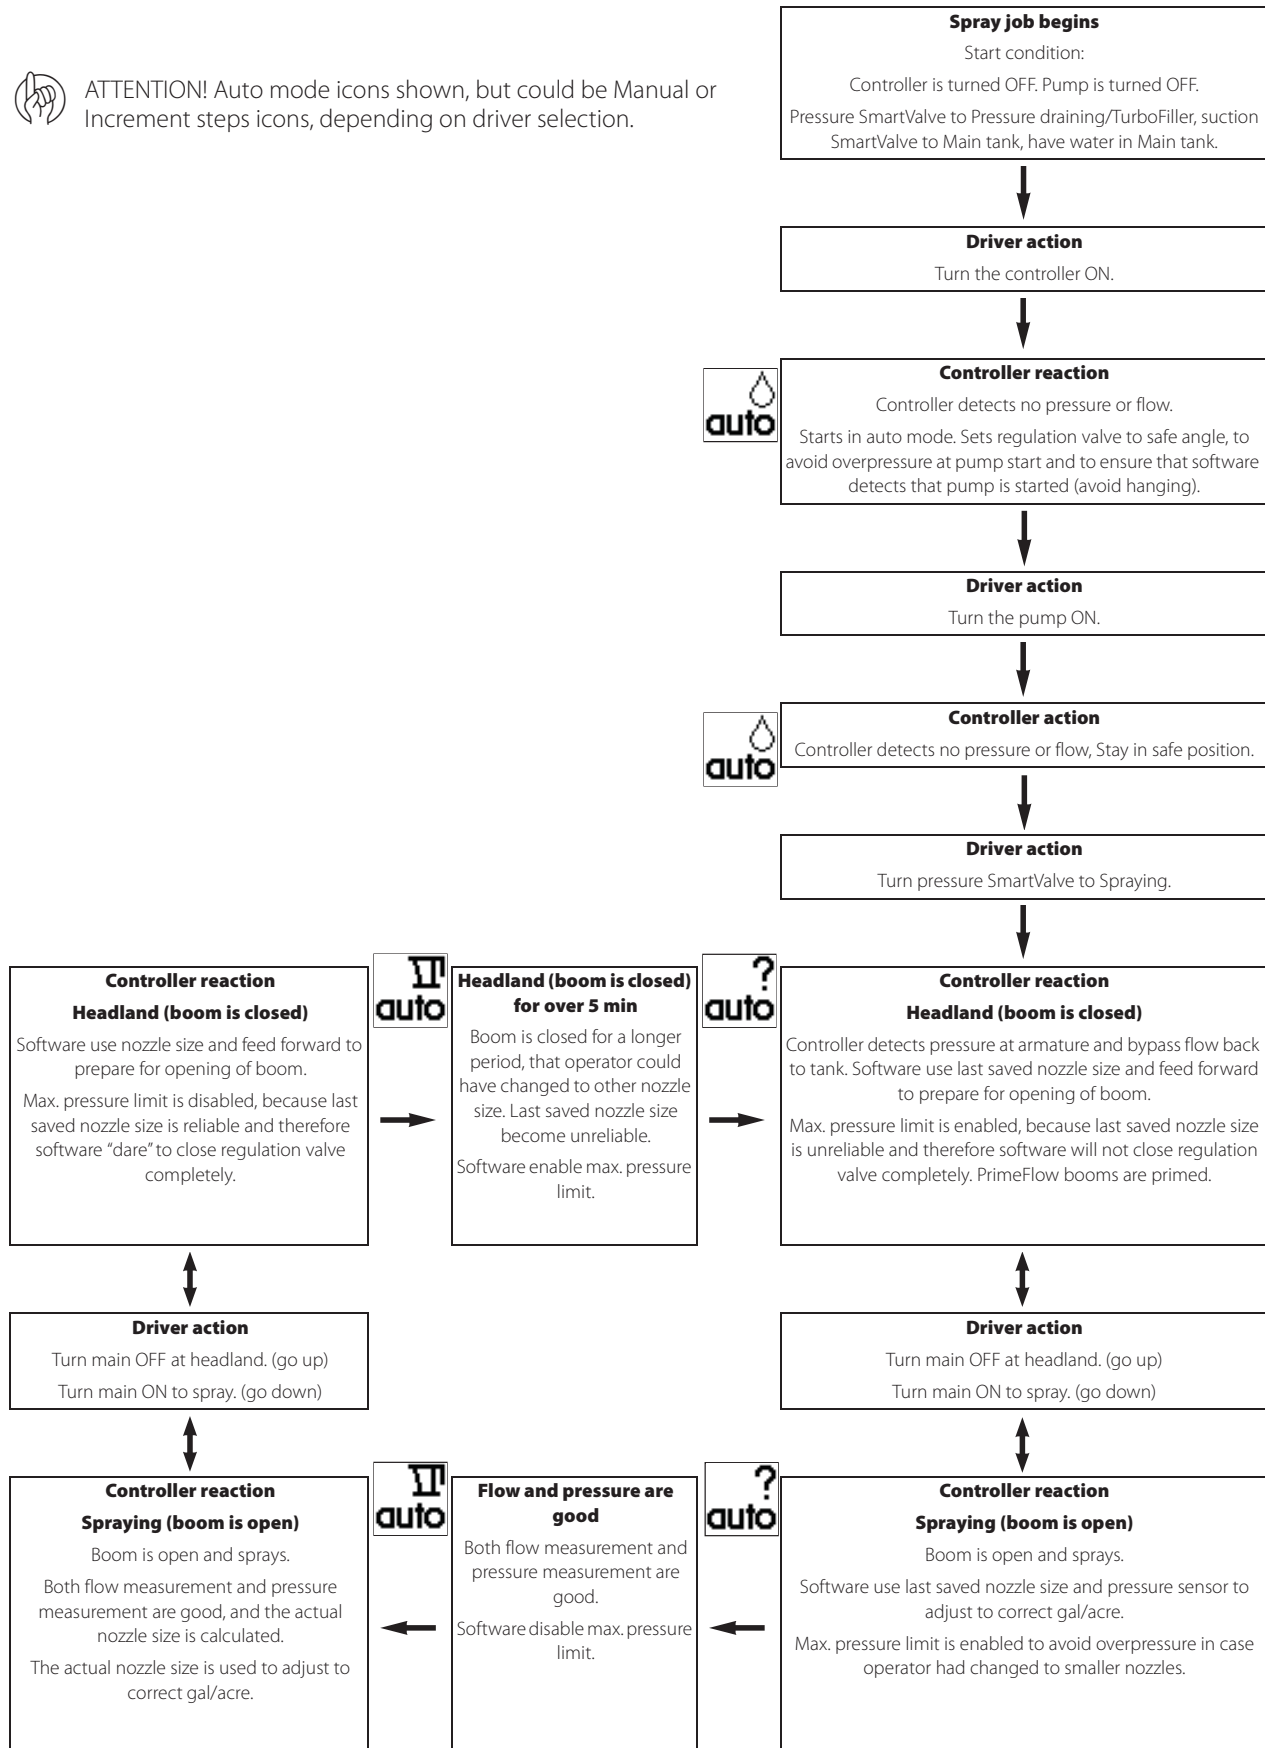 Spray job begins
Start condition:
Controller is turned OFF. Pump is turned OFF.
Pressure SmartValve to Pressure draining/TurboFiller, suction
SmartValve to Main tank, have water in Main tank.
ATTENTION! Auto mode icons shown, but could be Manual or
Increment steps icons, depending on driver selection.
Driver action
Turn the controller ON.
auto
Controller reaction
Controller detects no pressure or flow.
Starts in auto mode. Sets regulation valve to safe angle, to
avoid overpressure at pump start and to ensure that software
detects that pump is started (avoid hanging).
Driver action
Turn the pump ON.
auto
Controller action
Controller detects no pressure or flow, Stay in safe position.
Driver action
Turn pressure SmartValve to Spraying.
Controller reaction
Headland (boom is closed)
Software use nozzle size and feed forward to
prepare for opening of boom.
Max. pressure limit is disabled, because last
saved nozzle size is reliable and therefore
software “dare” to close regulation valve
completely.
auto
Headland (boom is closed)
for over 5 min
Boom is closed for a longer
period, that operator could
have changed to other nozzle
size. Last saved nozzle size
become unreliable.
Software enable max. pressure
limit.
?
auto
Controller reaction
Headland (boom is closed)
Controller detects pressure at armature and bypass flow back
to tank. Software use last saved nozzle size and feed forward
to prepare for opening of boom.
Max. pressure limit is enabled, because last saved nozzle size
is unreliable and therefore software will not close regulation
valve completely. PrimeFlow booms are primed.
Driver action
Turn main OFF at headland. (go up)
Turn main ON to spray. (go down)
Driver action
Turn main OFF at headland. (go up)
Turn main ON to spray. (go down)
Controller reaction
Spraying (boom is open)
Boom is open and sprays.
Both flow measurement and pressure
measurement are good, and the actual
nozzle size is calculated.
The actual nozzle size is used to adjust to
correct gal/acre.
auto
Flow and pressure are
good
Both flow measurement and
pressure measurement are
good.
Software disable max. pressure
limit.
?
auto
Controller reaction
Spraying (boom is open)
Boom is open and sprays.
Software use last saved nozzle size and pressure sensor to
adjust to correct gal/acre.
Max. pressure limit is enabled to avoid overpressure in case
operator had changed to smaller nozzles.